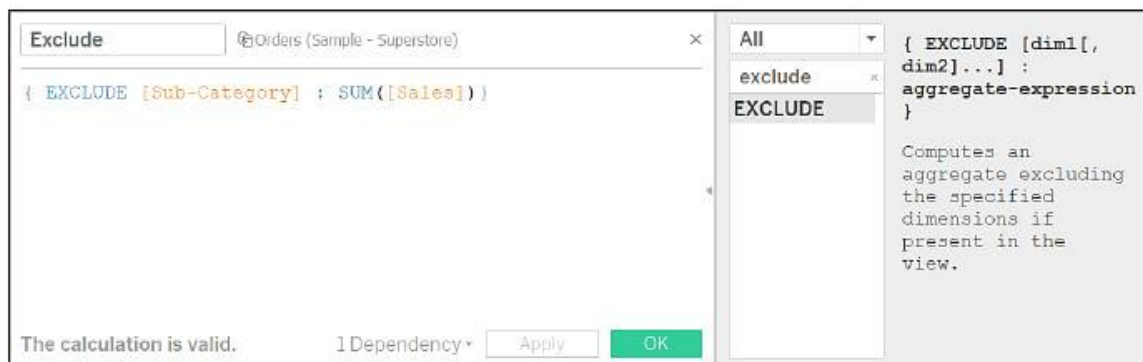 Exclude
Orders (Sample - Superstore)
×
{ EXCLUDE [Sub-Category] : SUM([Sales])}
The calculation is valid.
1 Dependency
Apply
OK
All
exclude
×
EXCLUDE
{ EXCLUDE [dim1[,
dim2]...] :
aggregate-expression
}
Computes an
aggregate excluding
the specified
dimensions if
present in the
view.